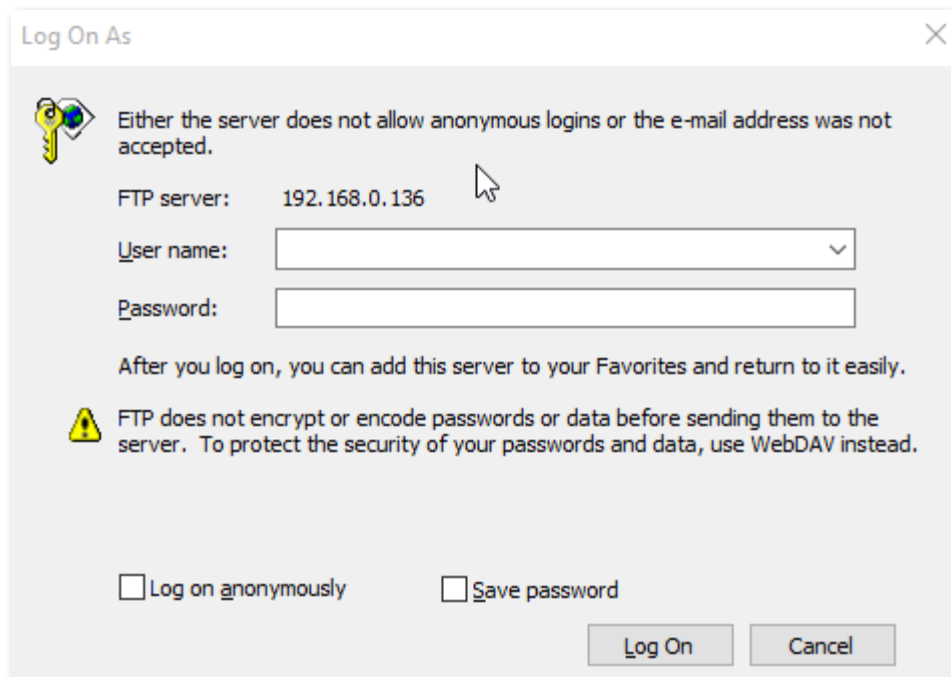 Log On As
Either the server does not allow anonymous logins or the e-mail address was not
accepted.
FTP server: 192.168.0.136
User name:
Password:
After you log on, you can add this server to your Favorites and return to it easily.
FTP does not encrypt or encode passwords or data before sending them to the
server.  To protect the security of your passwords and data, use WebDAV instead.
Log on anonymously Save password
Log On Cancel